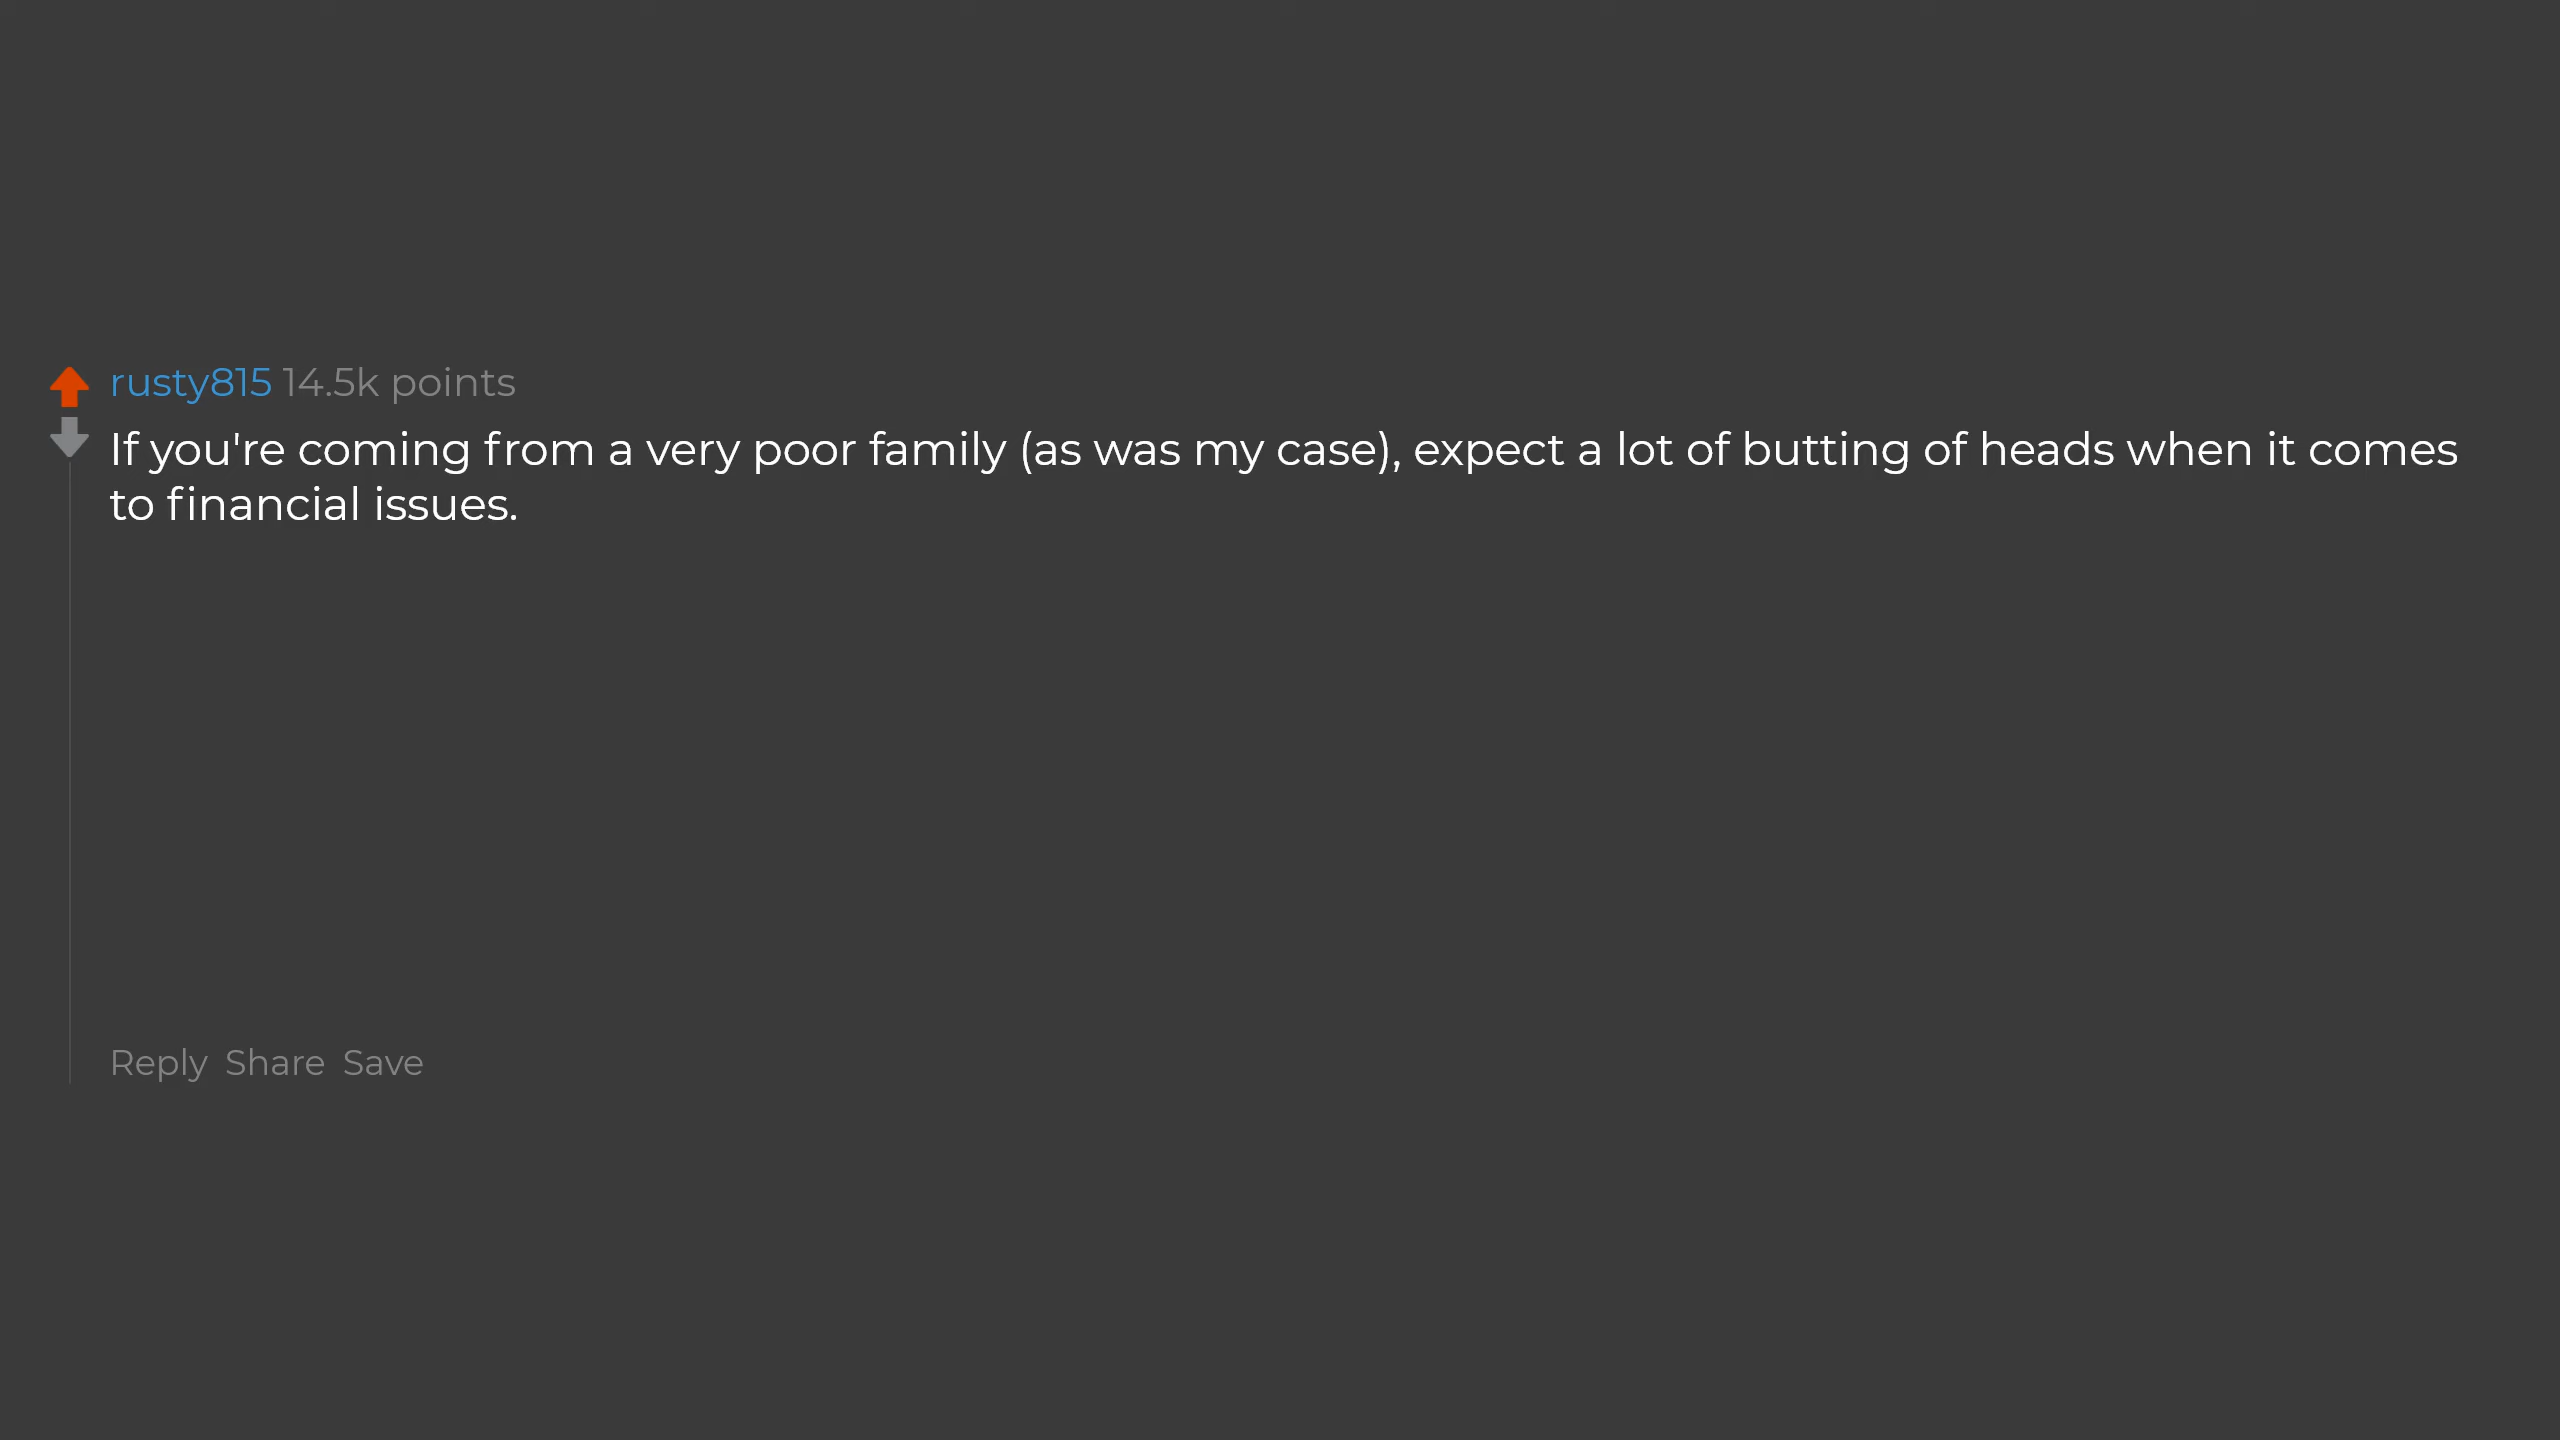 rusty815 14.5k points
If you're coming from a very poor family (as was my case), expect a lot of butting of heads when it comes
to financial issues.
Reply Share Save